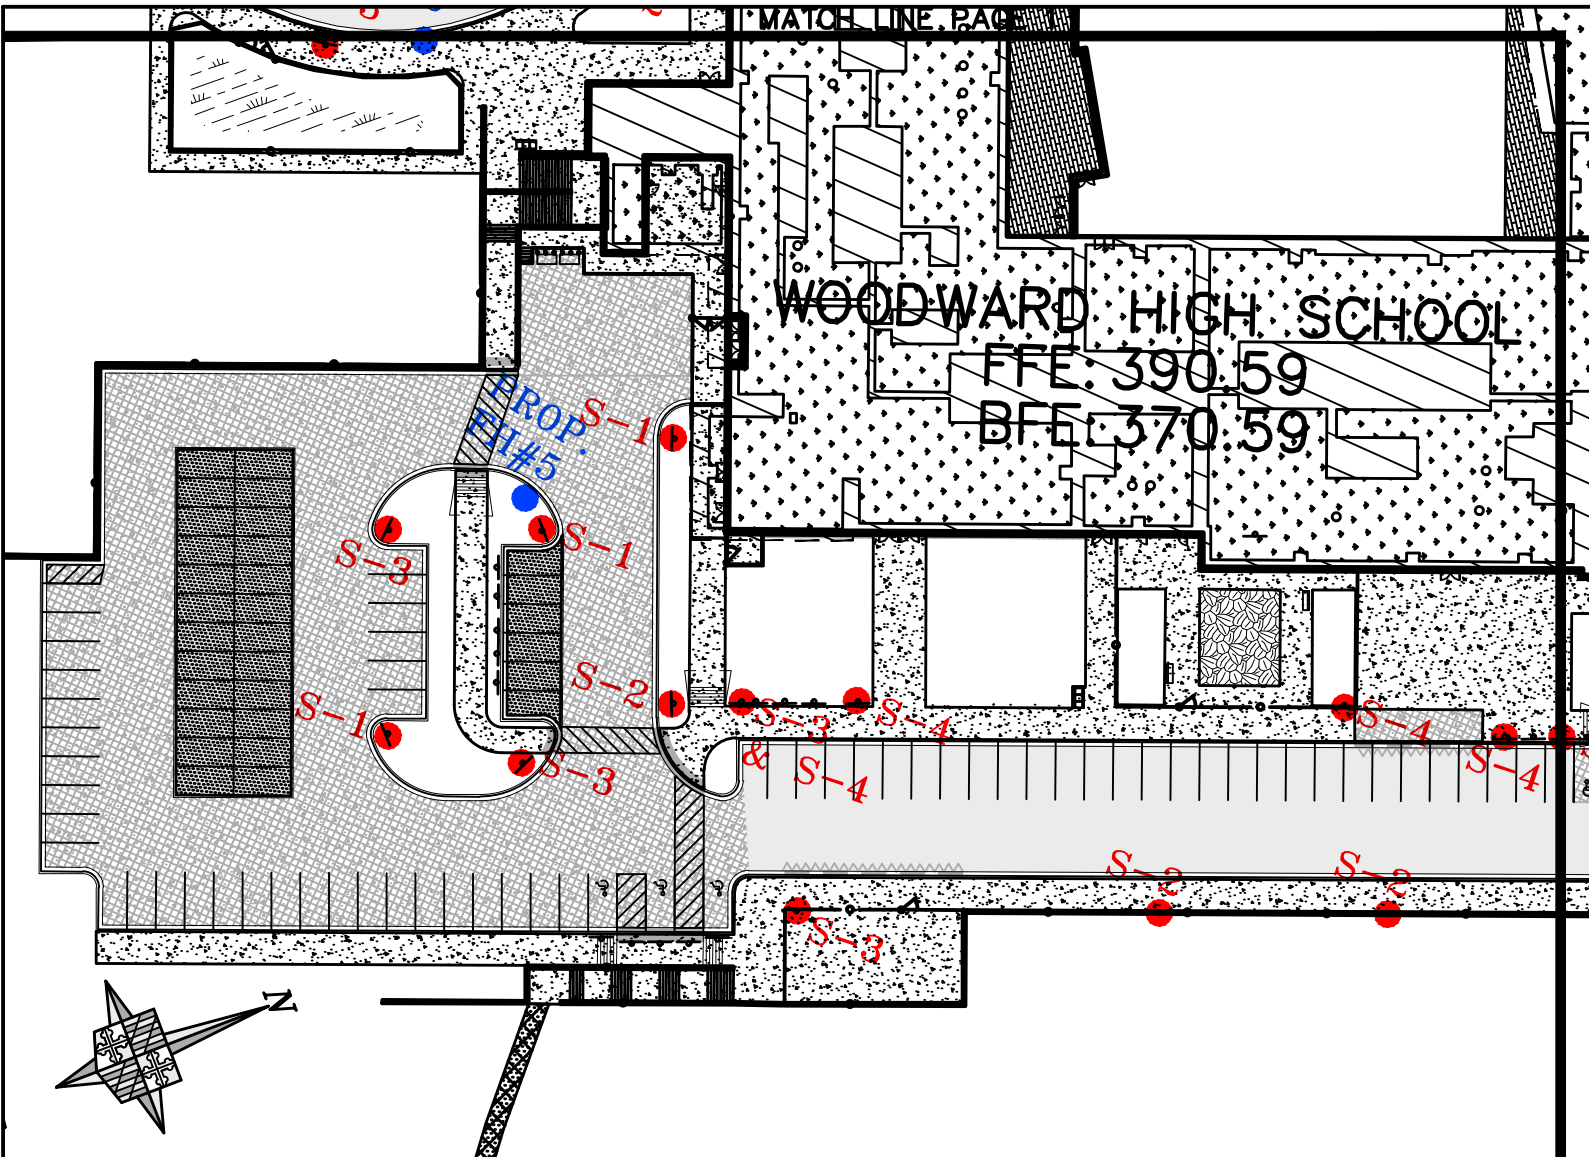 MATCH LINE PAGE 1
WOODWARD HIGH SCHOOL
FFE: 390.59
BFE: 370.59
PROP.
FH#5
S-1
S-3
S-1
S-2
S-1
S-3
S-3
& S-4
S-4
S-4
S-4
S-2
S-2
S-3
N